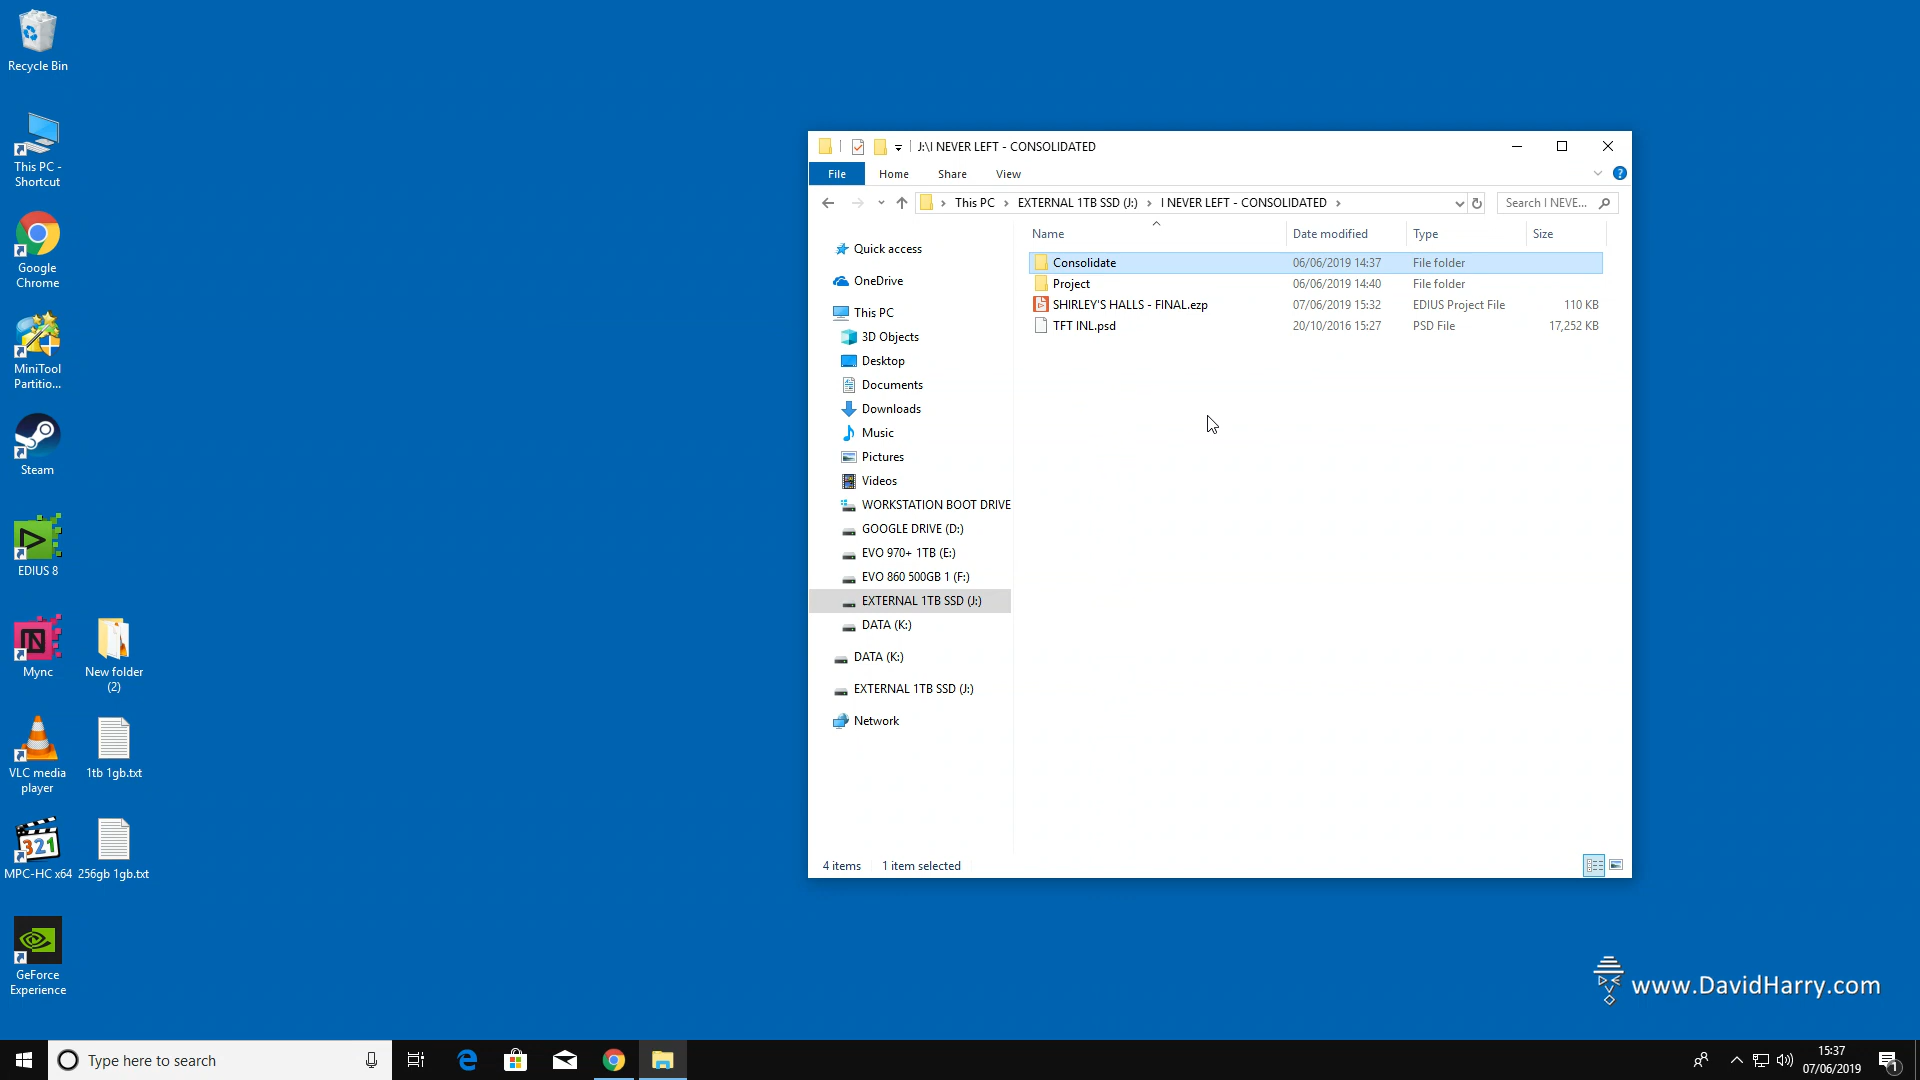 Recycle Bin
This PC -
Shortcut
Google
Chrome
MiniTool
Partitio...
Steam
EDIUS 8
Mync
New folder
(2)
VLC media
player
1tb 1gb.txt
321
MPC-HC x64
256gb 1gb.txt
GeForce
Experience
J:\I NEVER LEFT - CONSOLIDATED
File Home Share View
This PC > EXTERNAL 1TB SSD (J:) > I NEVER LEFT - CONSOLIDATED >
Search I NEVE...
Quick access
OneDrive
This PC
3D Objects
Desktop
Documents
Downloads
Music
Pictures
Videos
WORKSTATION BOOT DRIVE
GOOGLE DRIVE (D:)
EVO 970+ 1TB (E:)
EVO 860 500GB 1 (F:)
EXTERNAL 1TB SSD (J:)
DATA (K:)
DATA (K:)
EXTERNAL 1TB SSD (J:)
Network
Name Date modified Type Size
Consolidate 06/06/2019 14:37 File folder
Project 06/06/2019 14:40 File folder
SHIRLEY'S HALLS - FINAL.ezp 07/06/2019 15:32 EDIUS Project File 110 KB
TFT INL.psd 20/10/2016 15:27 PSD File 17,252 KB
4 items 1 item selected
www.DavidHarry.com
Type here to search
15:37
07/06/2019
1